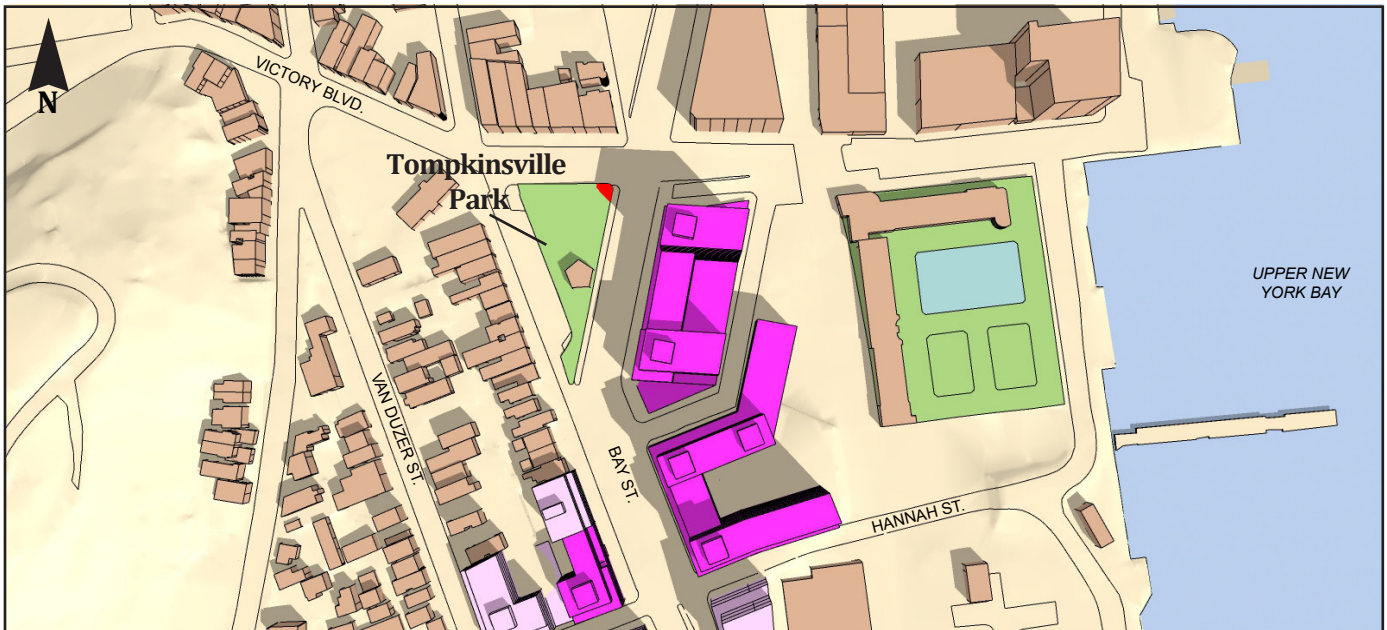 N
VICTORY BLVD.
Tompkinsville
Park
UPPER NEW
YORK BAY
VAN DUZER ST.
BAY ST.
HANNAH ST.